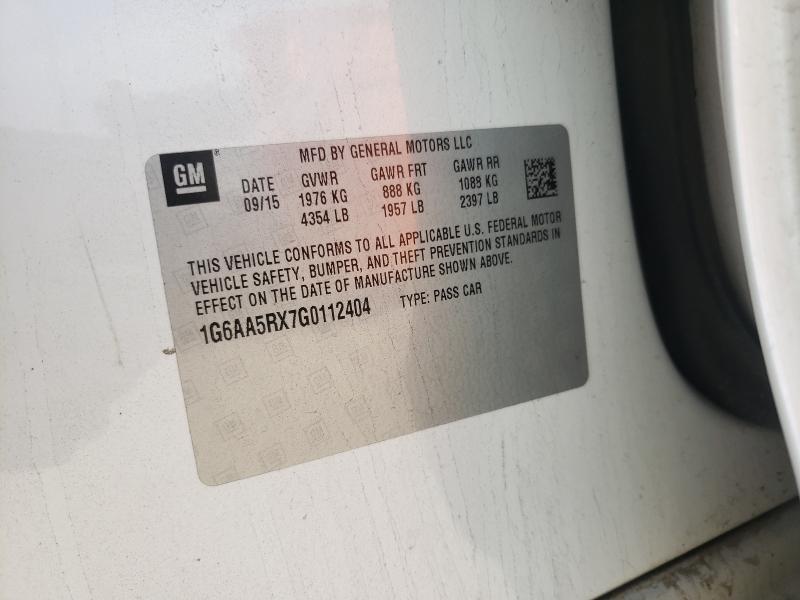 GM
MFD BY GENERAL MOTORS LLC
DATE GVWR GAWR FRT GAWR RR
09/15 1976 KG 888 KG 1088 KG
4354 LB 1957 LB 2397 LB
THIS VEHICLE CONFORMS TO ALL APPLICABLE U.S. FEDERAL MOTOR
VEHICLE SAFETY, BUMPER, AND THEFT PREVENTION STANDARDS IN
EFFECT ON THE DATE OF MANUFACTURE SHOWN ABOVE.
1G6AA5RX7G0112404 TYPE: PASS CAR